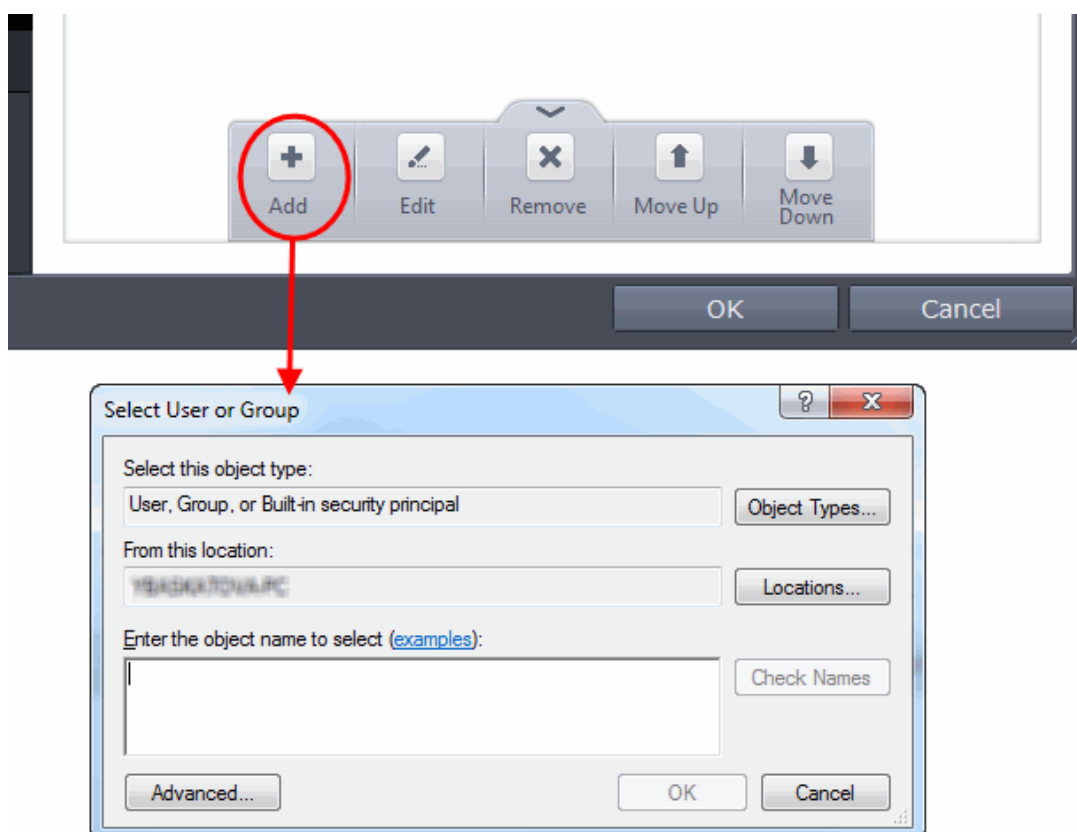 Add
Edit
Remove
Move Up
Move
Down
OK
Cancel
Select User or Group
Select this object type:
User, Group, or Built-in security principal
Object Types...
From this location:
Locations...
Enter the object name to select (examples):
Check Names
Advanced...
OK
Cancel